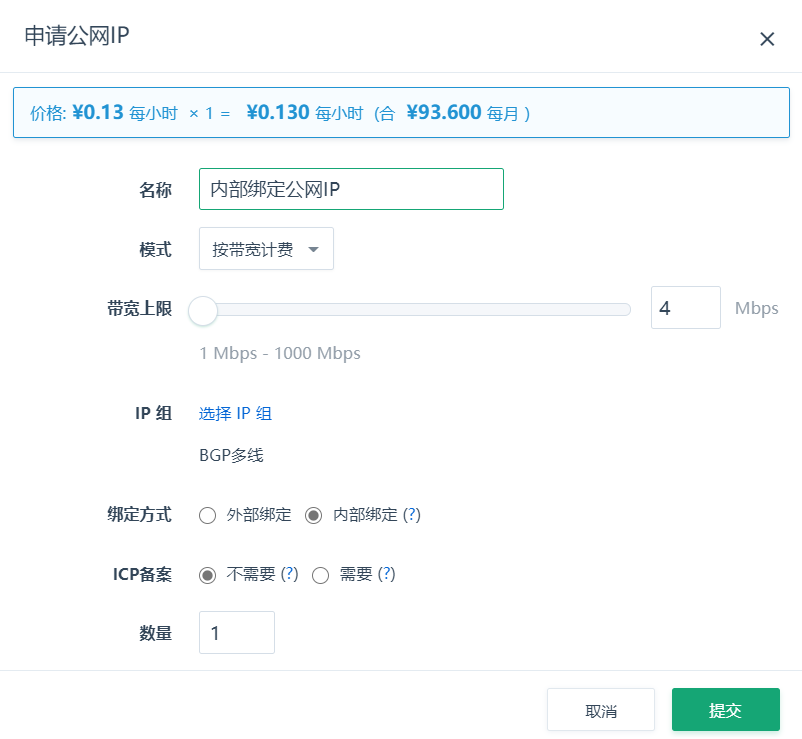 申请公网IP
价格: ¥0.13 每小时 × 1 = ¥0.130 每小时 (合 ¥93.600 每月 )
名称 内部绑定公网IP
模式 按带宽计费
带宽上限 4 Mbps
1 Mbps - 1000 Mbps
IP 组 选择 IP 组
BGP多线
绑定方式 外部绑定 内部绑定 (?)
ICP备案 不需要 (?) 需要 (?)
数量 1
取消 提交